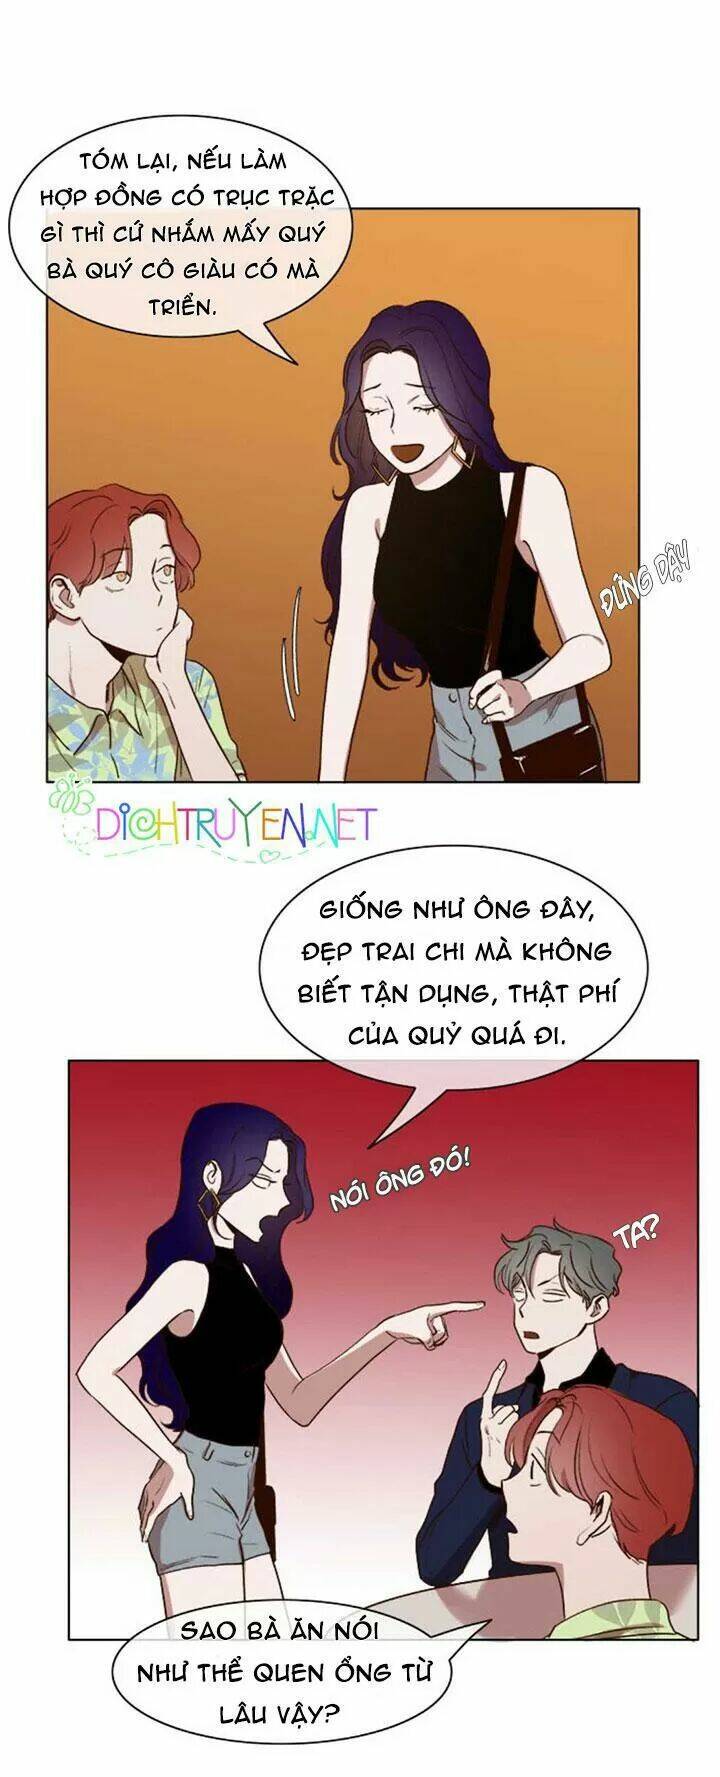 TÓM LẠI, NẾU LÀM
HỢP ĐỒNG CÓ TRỤC TRẶC
GÌ THÌ CỨ NHẮM MẤY QUÝ
BÀ QUÝ CÔ GIÀU CÓ MÀ
TRIỂN.
ĐỨNG DẬY
DICHTRUYEN.NET
GIỐNG NHƯ ÔNG ĐÂY,
ĐẸP TRAI CHI MÀ KHÔNG
BIẾT TẬN DỤNG, THẬT PHÍ
CỦA QUỶ QUÁ ĐI.
NÓI ÔNG ĐÓ!
TA?
SAO BÀ ĂN NÓI
NHƯ THỂ QUEN ỔNG TỪ
LÂU VẬY?